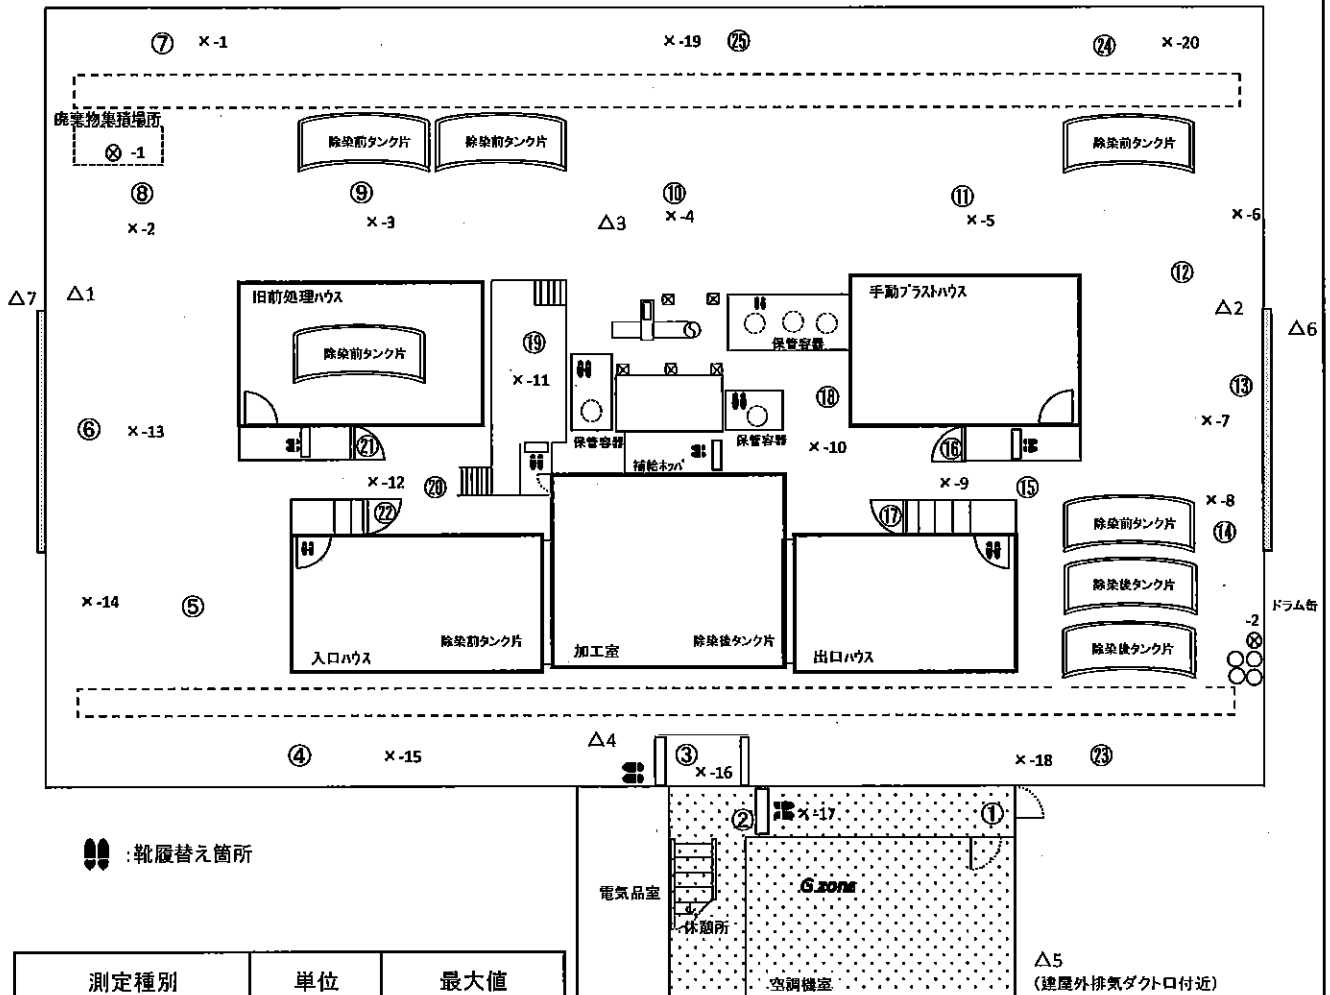 ⑦ ×-1 ×-19 ㉕ ㉔ ×-20
廃棄物集積場所
⊗ -1
除染前タンク片 除染前タンク片 除染前タンク片
⑧ ⑨ ⑩ ⑪
×-2 ×-3 △3 ×-4 ×-5 ×-6
⑫
△7 △1 △2 △6
旧前処理ハウス 手動ブラストハウス
除染前タンク片
⑲ 保管容器
×-11 ⑬
⑱
⑥ ×-13 ×-7
保管容器 保管容器 ×-10
㉑ ⑯
補給ホッパ
×-12 ⑳ ×-9 ⑮ ×-8
㉒ ⑰ 除染前タンク片 ⑭
除染後タンク片
×-14 ⑤ ドラム缶
-2
除染後タンク片
入口ハウス 除染前タンク片 加工室 除染後タンク片 出口ハウス
④ ×-15 △4 ③ ×-16 ×-18 ㉓
② ×-17 ①
:靴履替え箇所
電気品室 G.zone
休憩所
空調機室 △5
(建屋外排気ダクト口付近)
測定種別 単位 最大値